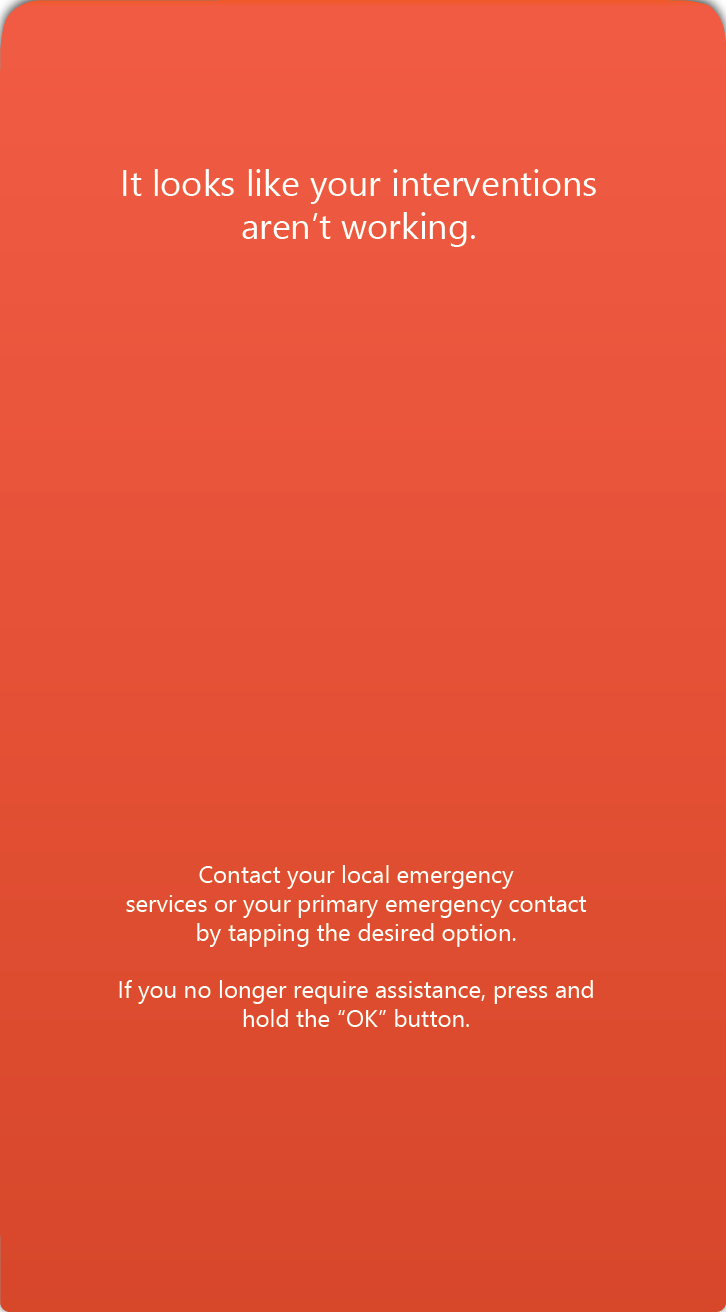 It looks like your interventions
aren’t working.
Contact your local emergency
services or your primary emergency contact
by tapping the desired option.
If you no longer require assistance, press and
hold the “OK” button.